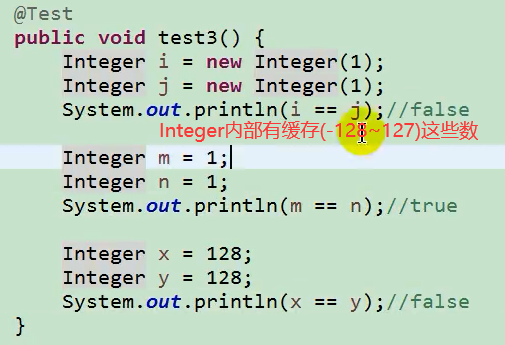 @Test
public void test3() {
Integer i = new Integer(1);
Integer j = new Integer(1);
System.out.println(i == j);//false
Integer内部有缓存(-128~127)这些数
Integer m = 1;
Integer n = 1;
System.out.println(m == n);//true
Integer x = 128;
Integer y = 128;
System.out.println(x == y);//false
}